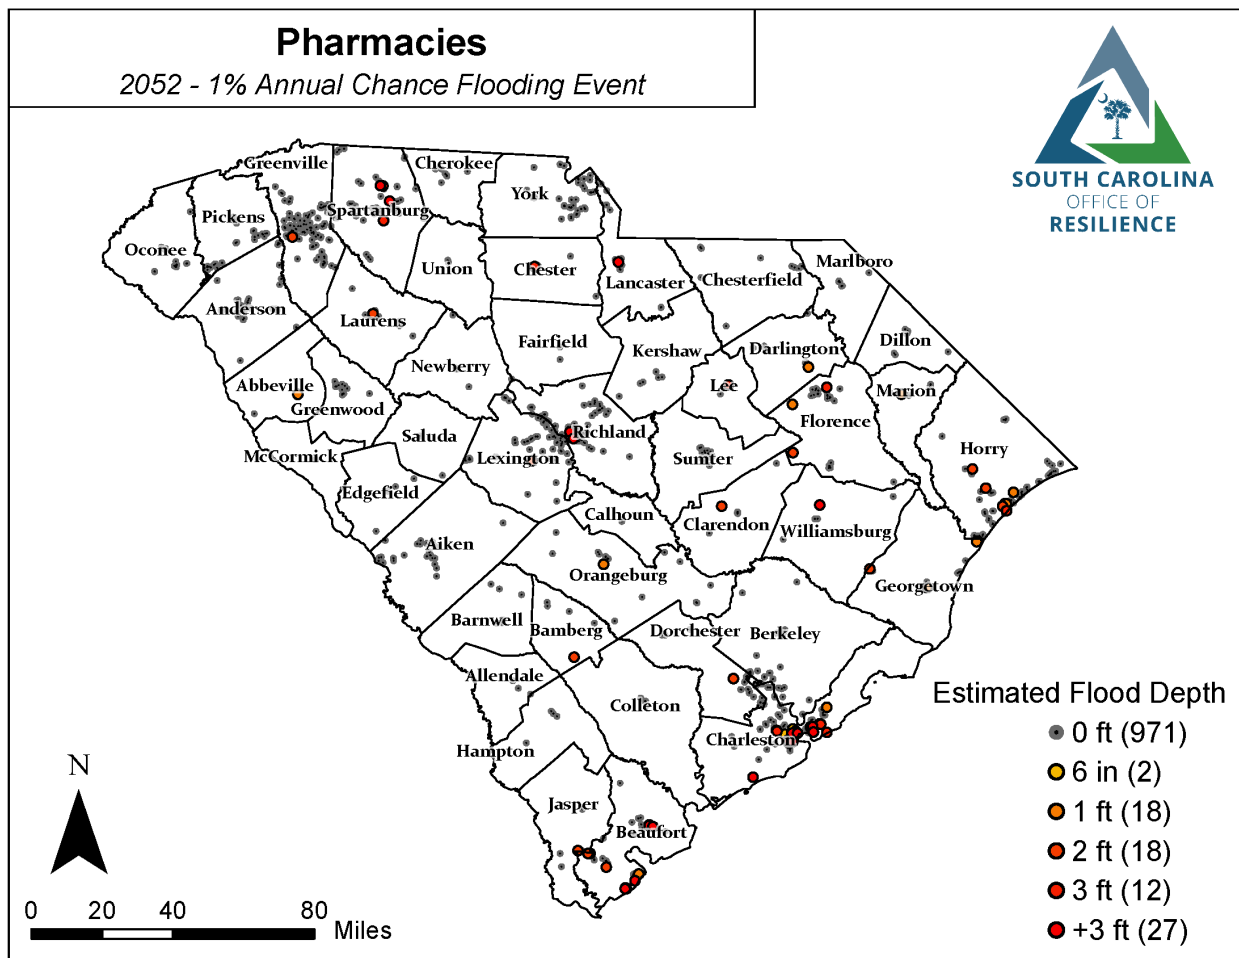 Pharmacies
2052 - 1% Annual Chance Flooding Event
SOUTH CAROLINA
OFFICE OF
RESILIENCE
Greenville
Cherokee
York
Pickens
Spartanburg
Oconee
Union
Chester
Lancaster
Chesterfield
Marlboro
Anderson
Laurens
Fairfield
Kershaw
Darlington
Dillon
Newberry
Abbeville
Greenwood
Lee
Marion
Saluda
Richland
Florence
McCormick
Lexington
Sumter
Horry
Edgefield
Calhoun
Clarendon
Williamsburg
Aiken
Orangeburg
Georgetown
Barnwell
Bamberg
Dorchester
Berkeley
Allendale
Colleton
Charleston
Hampton
Jasper
Beaufort
N
0 20 40 80
Miles
Estimated Flood Depth
0 ft (971)
6 in (2)
1 ft (18)
2 ft (18)
3 ft (12)
+3 ft (27)